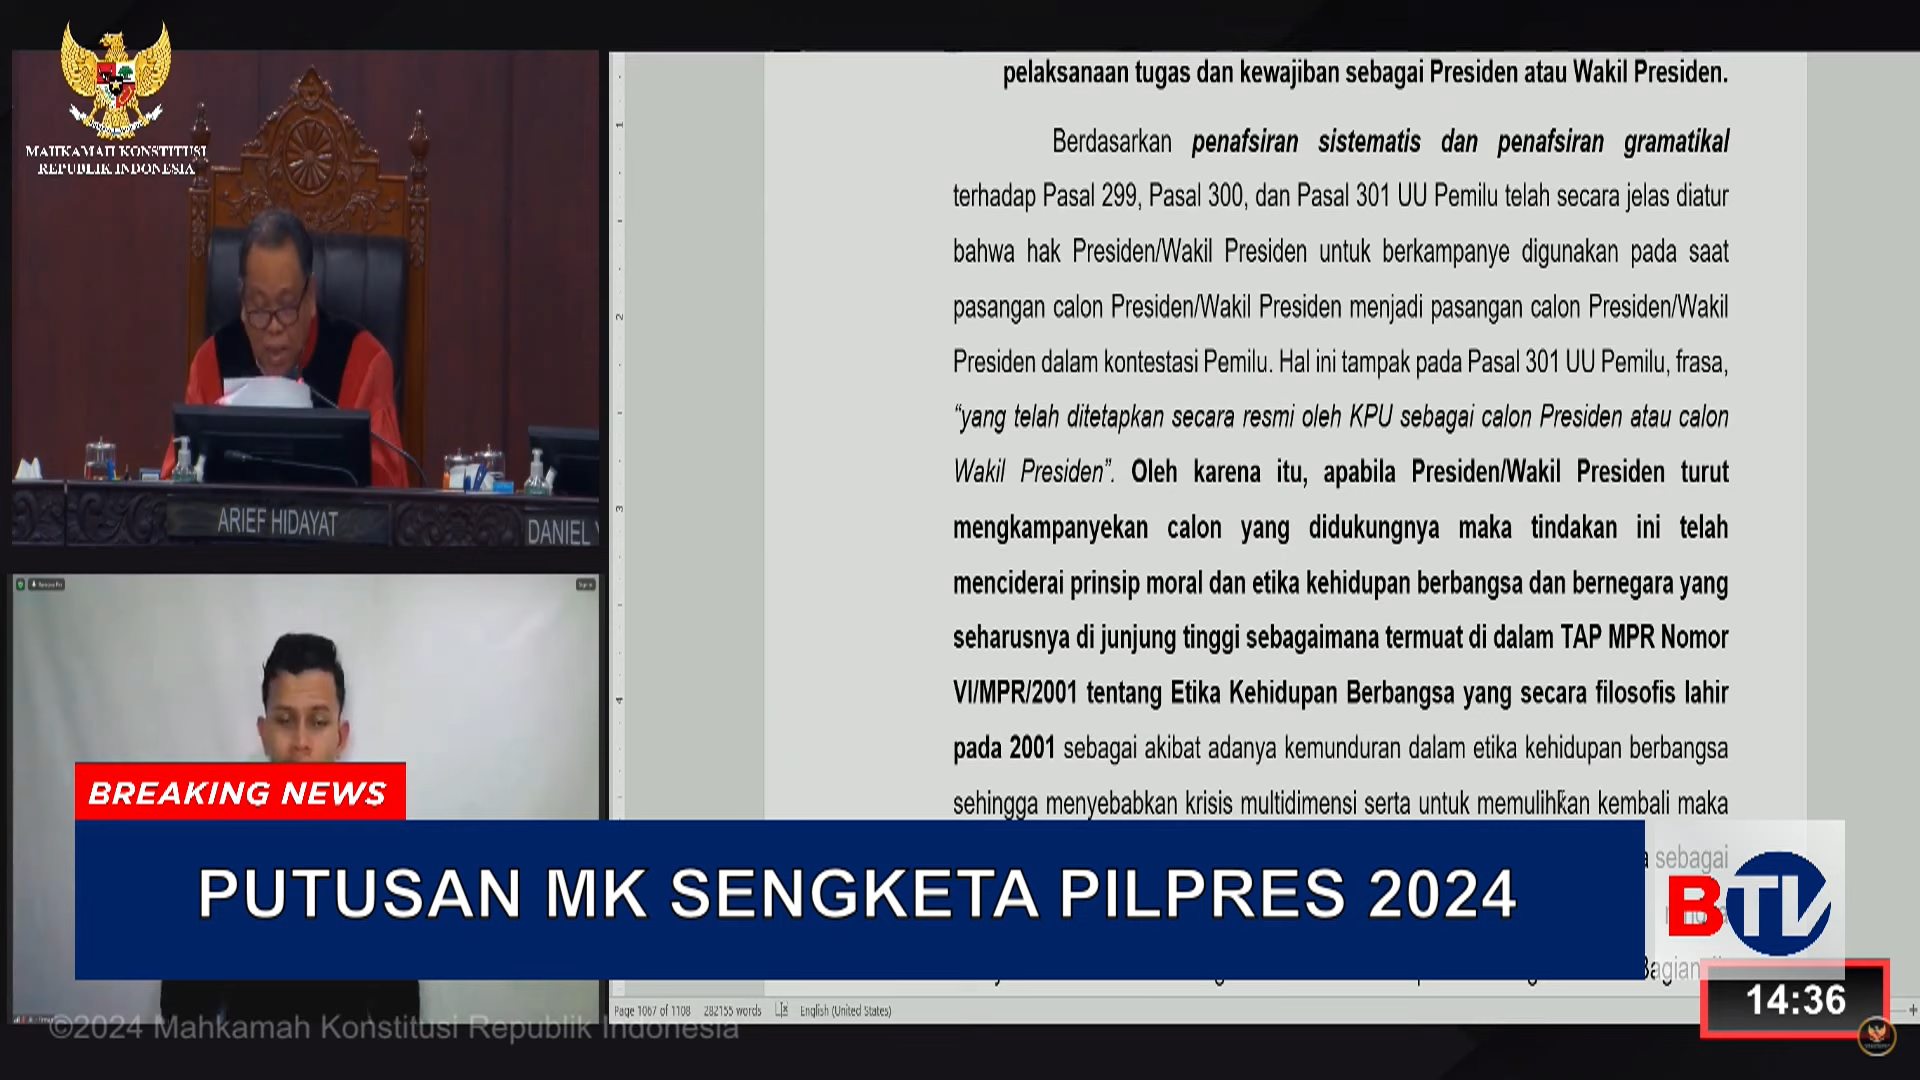 MAHKAMAH KONSTITUSI
REPUBLIK INDONESIA
ARIEF HIDAYAT
DANIEL
pelaksanaan tugas dan kewajiban sebagai Presiden atau Wakil Presiden.
Berdasarkan penafsiran sistematis dan penafsiran gramatikal
terhadap Pasal 299, Pasal 300, dan Pasal 301 UU Pemilu telah secara jelas diatur
bahwa hak Presiden/Wakil Presiden untuk berkampanye digunakan pada saat
pasangan calon Presiden/Wakil Presiden menjadi pasangan calon Presiden/Wakil
Presiden dalam kontestasi Pemilu. Hal ini tampak pada Pasal 301 UU Pemilu, frasa,
“yang telah ditetapkan secara resmi oleh KPU sebagai calon Presiden atau calon
Wakil Presiden”. Oleh karena itu, apabila Presiden/Wakil Presiden turut
mengkampanyekan calon yang didukungnya maka tindakan ini telah
menciderai prinsip moral dan etika kehidupan berbangsa dan bernegara yang
seharusnya di junjung tinggi sebagaimana termuat di dalam TAP MPR Nomor
VI/MPR/2001 tentang Etika Kehidupan Berbangsa yang secara filosofis lahir
pada 2001 sebagai akibat adanya kemunduran dalam etika kehidupan berbangsa
sehingga menyebabkan krisis multidimensi serta untuk memulihkan kembali maka
sebagai
Bagian
BREAKING NEWS
PUTUSAN MK SENGKETA PILPRES 2024
BTV
14:36
Page 1067 of 1108 282155 words English (United States)
©2024 Mahkamah Konstitusi Republik Indonesia